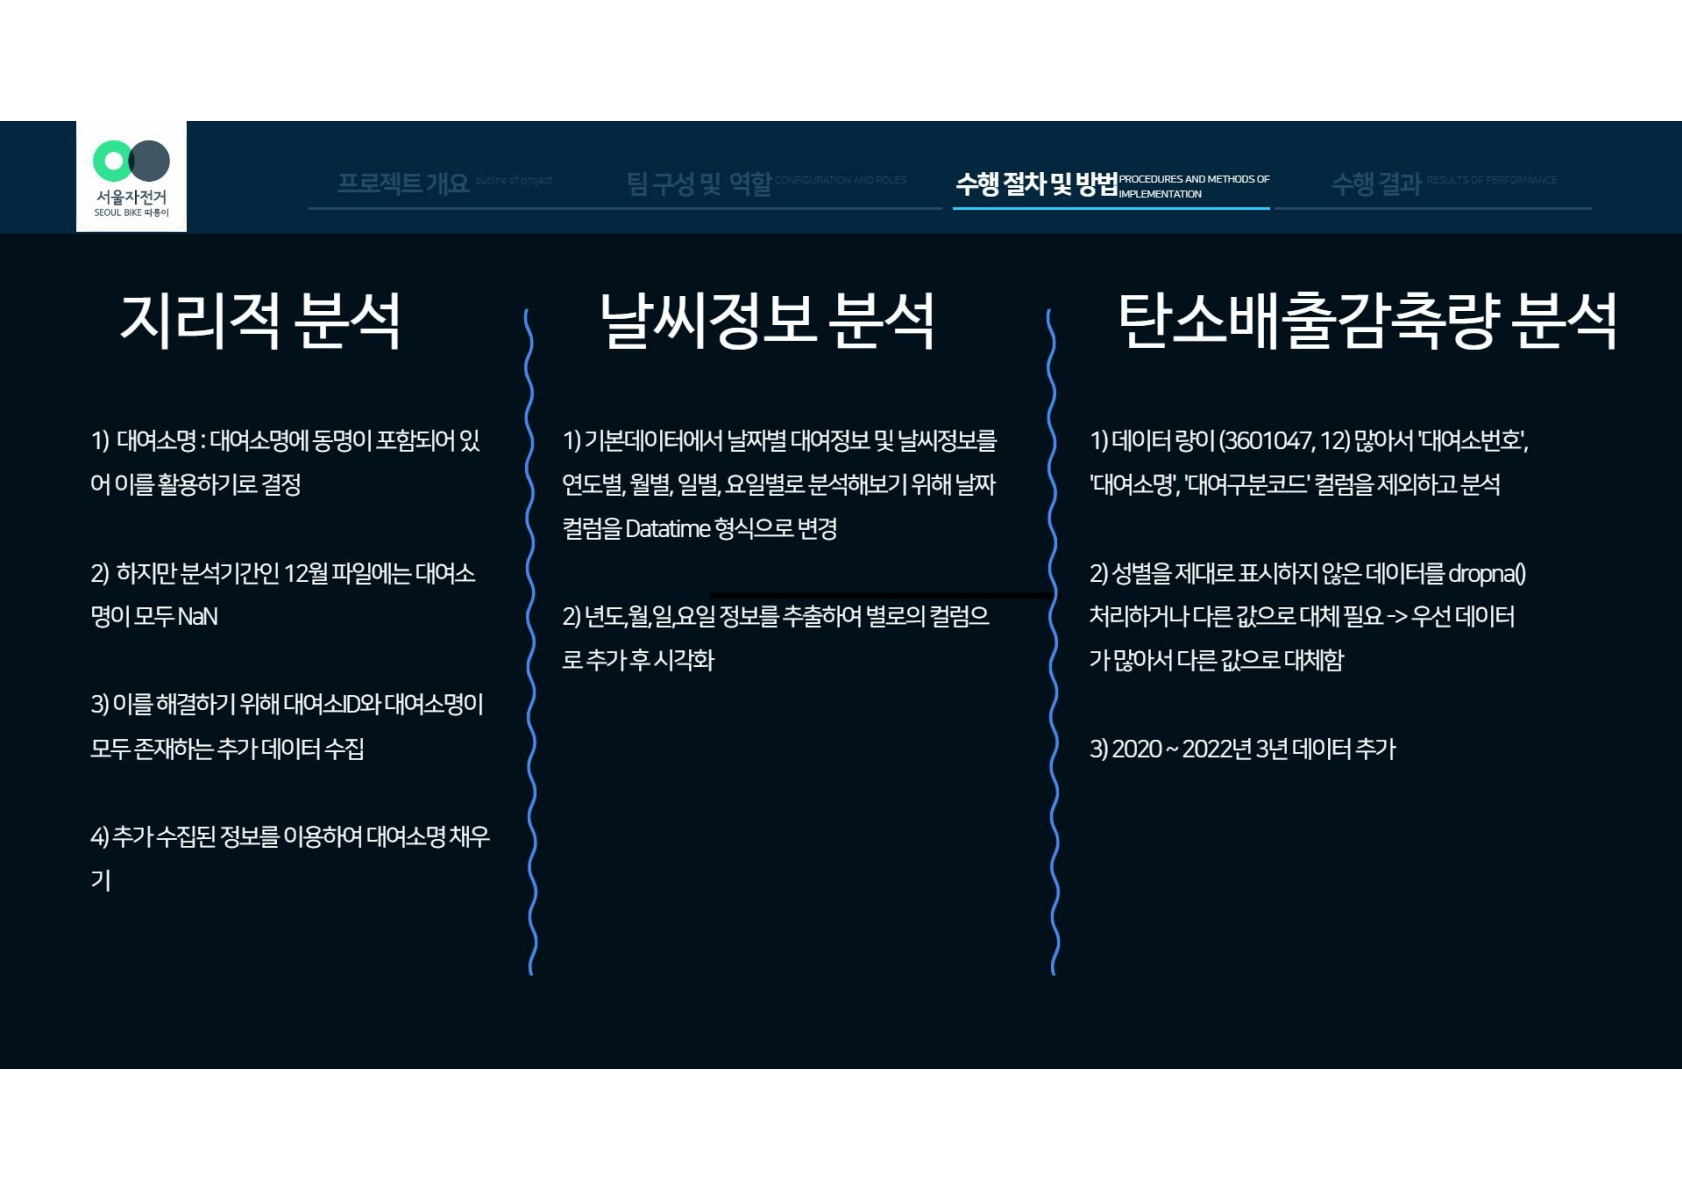 서울자전거
SEOUL BIKE 따릉이
프로젝트 개요 outline of project
팀 구성 및 역할 CONFIGURATION AND ROLES
수행 절차 및 방법 PROCEDURES AND METHODS OF
IMPLEMENTATION
수행 결과 RESULTS OF PERFORMANCE
지리적 분석
1) 대여소명 : 대여소명에 동명이 포함되어 있
어 이를 활용하기로 결정
2) 하지만 분석기간인 12월 파일에는 대여소
명이 모두 NaN
3) 이를 해결하기 위해 대여소ID와 대여소명이
모두 존재하는 추가 데이터 수집
4) 추가 수집된 정보를 이용하여 대여소명 채우
기
날씨정보 분석
1) 기본데이터에서 날짜별 대여정보 및 날씨정보를
연도별, 월별, 일별, 요일별로 분석해보기 위해 날짜
컬럼을 Datatime 형식으로 변경
2) 년도,월,일,요일 정보를 추출하여 별로의 컬럼으
로 추가 후 시각화
탄소배출감축량 분석
1) 데이터 량이 (3601047, 12) 많아서 '대여소번호',
'대여소명', '대여구분코드' 컬럼을 제외하고 분석
2) 성별을 제대로 표시하지 않은 데이터를 dropna()
처리하거나 다른 값으로 대체 필요 -> 우선 데이터
가 많아서 다른 값으로 대체함
3) 2020 ~ 2022년 3년 데이터 추가